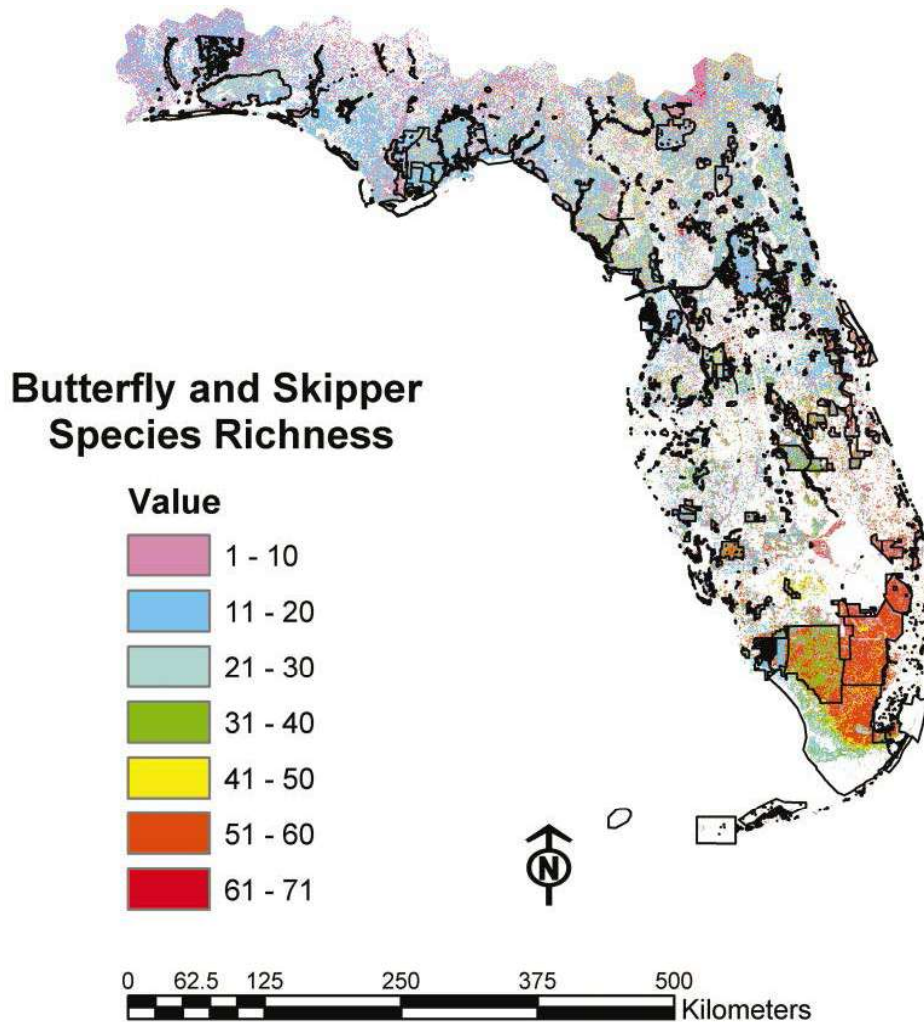 Butterfly and Skipper
Species Richness
Value
1 - 10
11 - 20
21 - 30
31 - 40
41 - 50
51 - 60
61 - 71
N
0 62.5 125 250 375 500
Kilometers